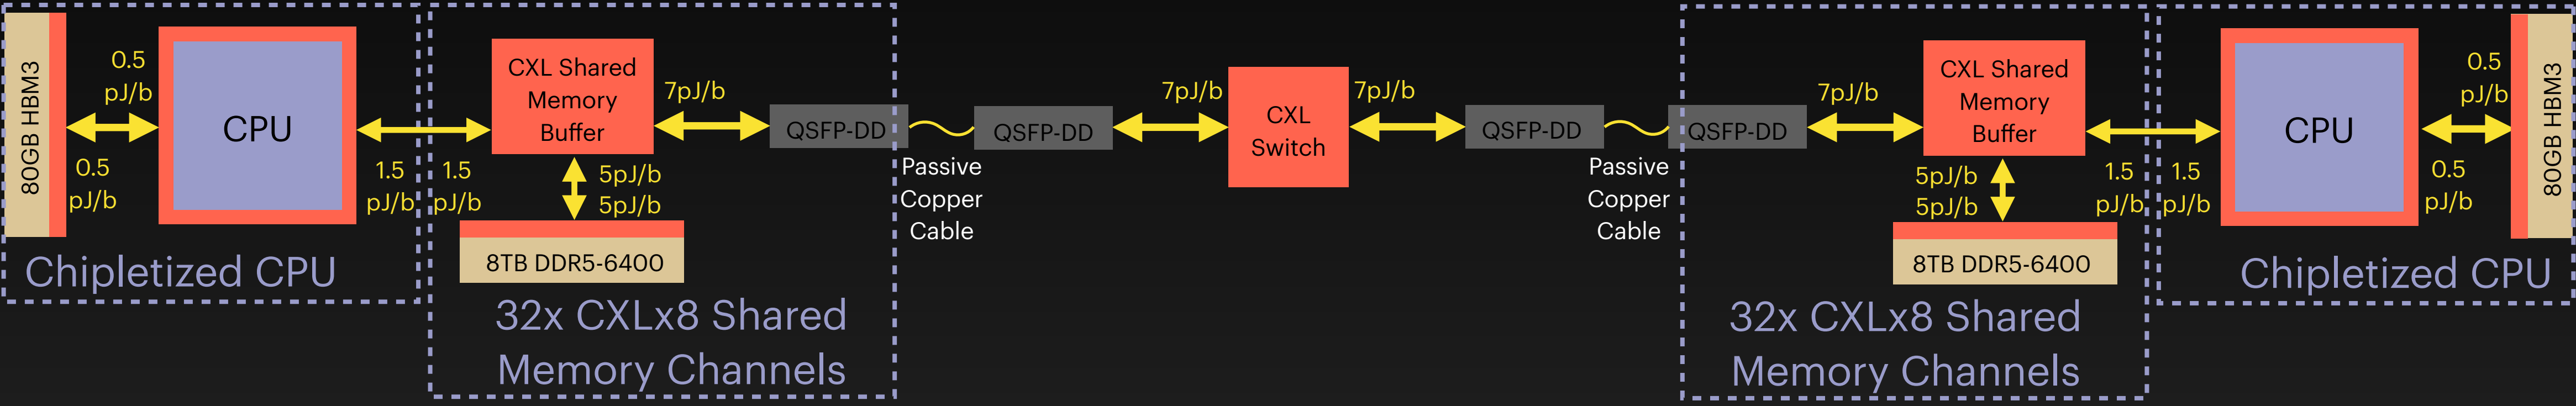 80GB HBM3
0.5
pJ/b
0.5
pJ/b
CPU
1.5
pJ/b
1.5
pJ/b
Chipletized CPU
CXL Shared
Memory
Buffer
7pJ/b
5pJ/b
5pJ/b
8TB DDR5-6400
32x CXLx8 Shared
Memory Channels
QSFP-DD
Passive
Copper
Cable
QSFP-DD
7pJ/b
CXL
Switch
7pJ/b
QSFP-DD
Passive
Copper
Cable
QSFP-DD
7pJ/b
CXL Shared
Memory
Buffer
5pJ/b
5pJ/b
8TB DDR5-6400
32x CXLx8 Shared
Memory Channels
1.5
pJ/b
1.5
pJ/b
CPU
0.5
pJ/b
0.5
pJ/b
80GB HBM3
Chipletized CPU